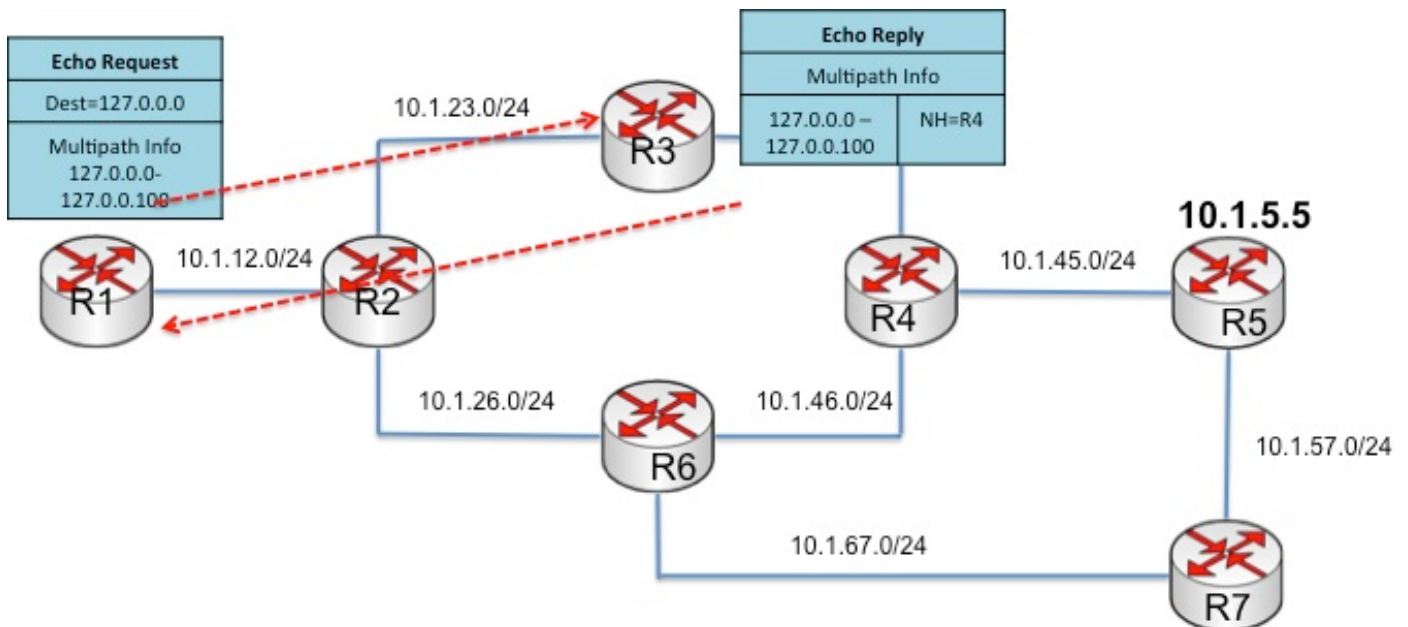 Echo Request
Dest=127.0.0.0
Multipath Info
127.0.0.0-
127.0.0.100
Echo Reply
Multipath Info
127.0.0.0 –
127.0.0.100
NH=R4
10.1.23.0/24
R3
10.1.5.5
10.1.12.0/24
10.1.45.0/24
R1
R2
R4
R5
10.1.26.0/24
10.1.46.0/24
R6
10.1.57.0/24
10.1.67.0/24
R7